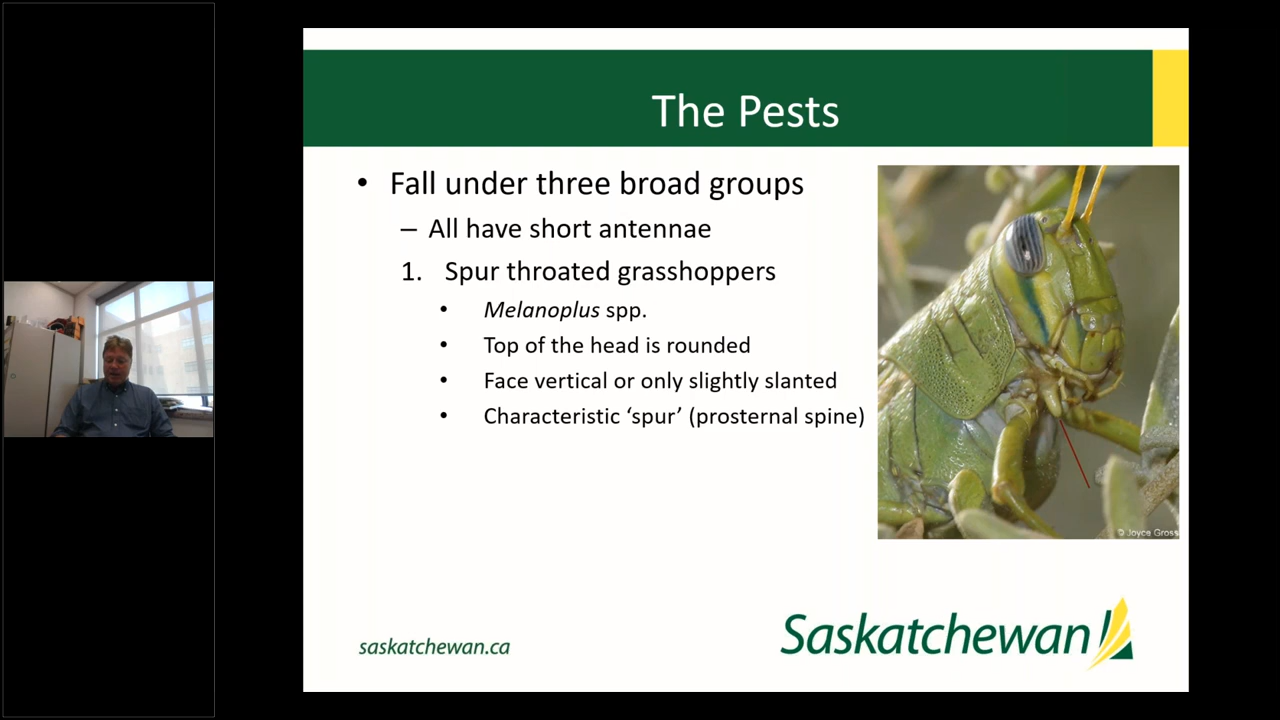 The Pests
• Fall under three broad groups
– All have short antennae
1. Spur throated grasshoppers
• Melanoplus spp.
• Top of the head is rounded
• Face vertical or only slightly slanted
• Characteristic ‘spur’ (prosternal spine)
© Joyce Gross
saskatchewan.ca
Saskatchewan